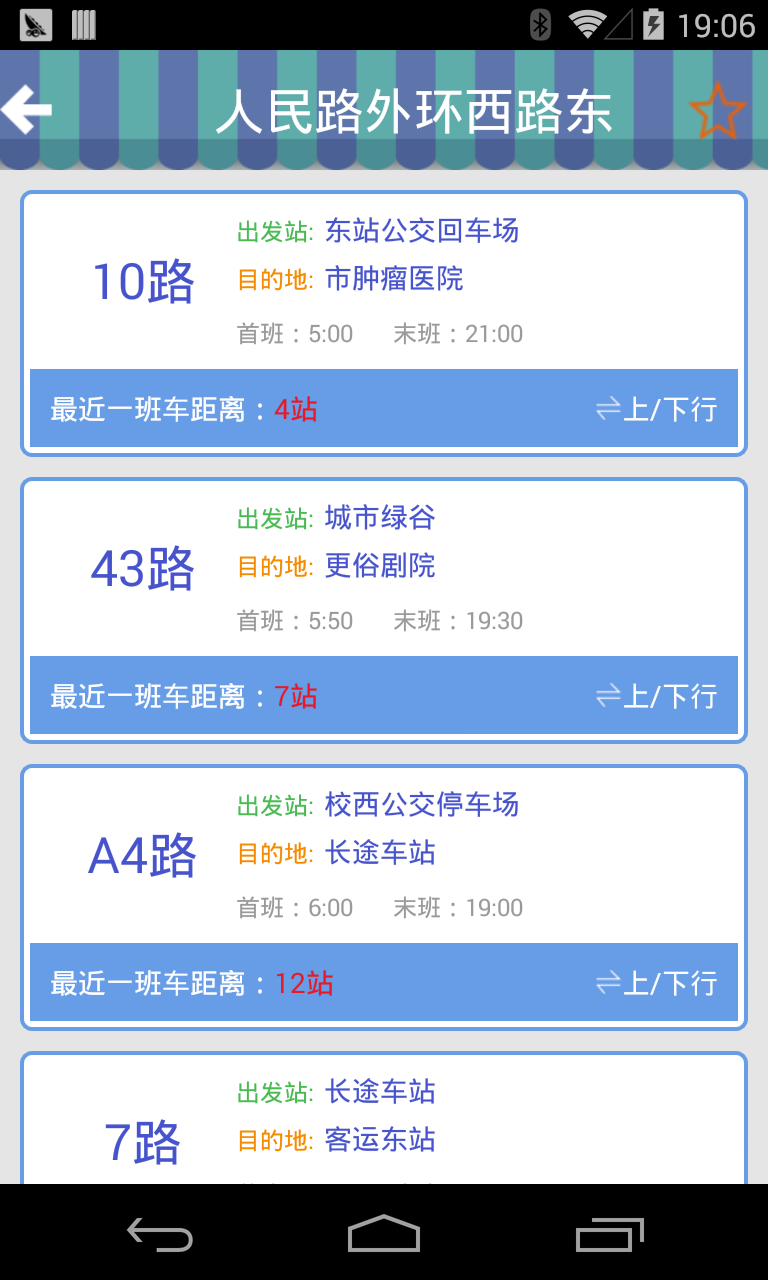 19:06
人民路外环西路东
出发站: 东站公交回车场
10路
目的地: 市肿瘤医院
首班：5:00 末班：21:00
最近一班车距离：4站 ⇌上/下行
出发站: 城市绿谷
43路
目的地: 更俗剧院
首班：5:50 末班：19:30
最近一班车距离：7站 ⇌上/下行
出发站: 校西公交停车场
A4路
目的地: 长途车站
首班：6:00 末班：19:00
最近一班车距离：12站 ⇌上/下行
出发站: 长途车站
7路
目的地: 客运东站